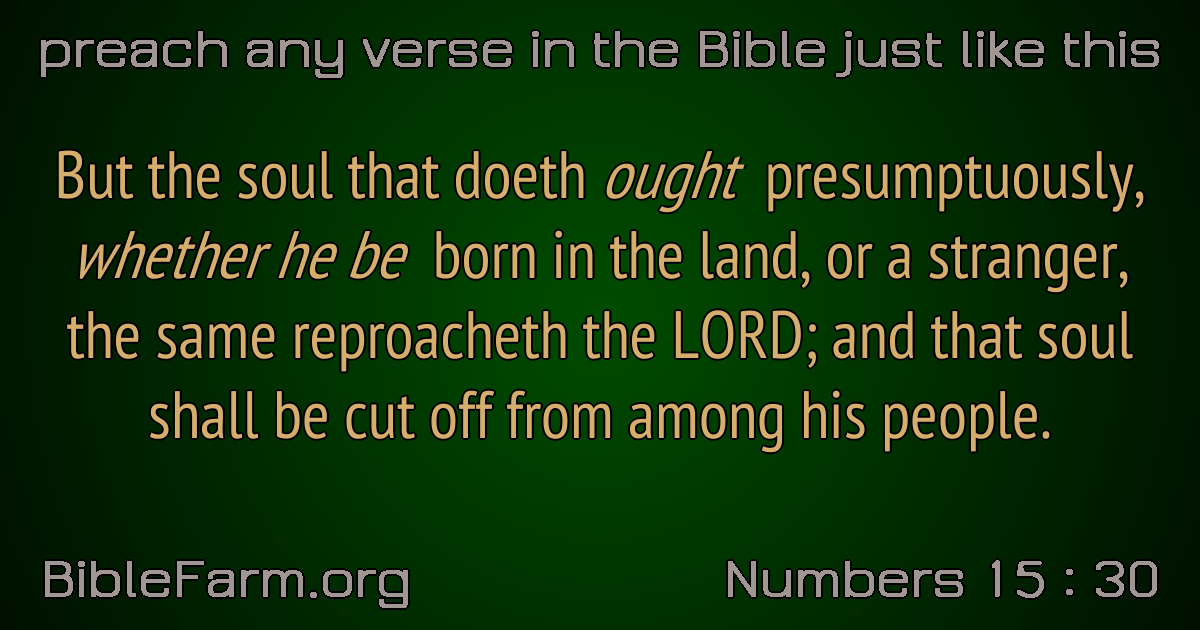 preach any verse in the Bible just like this
But the soul that doeth ought presumptuously,
whether he be born in the land, or a stranger,
the same reproacheth the LORD; and that soul
shall be cut off from among his people.
BibleFarm.org
Numbers 15 : 30